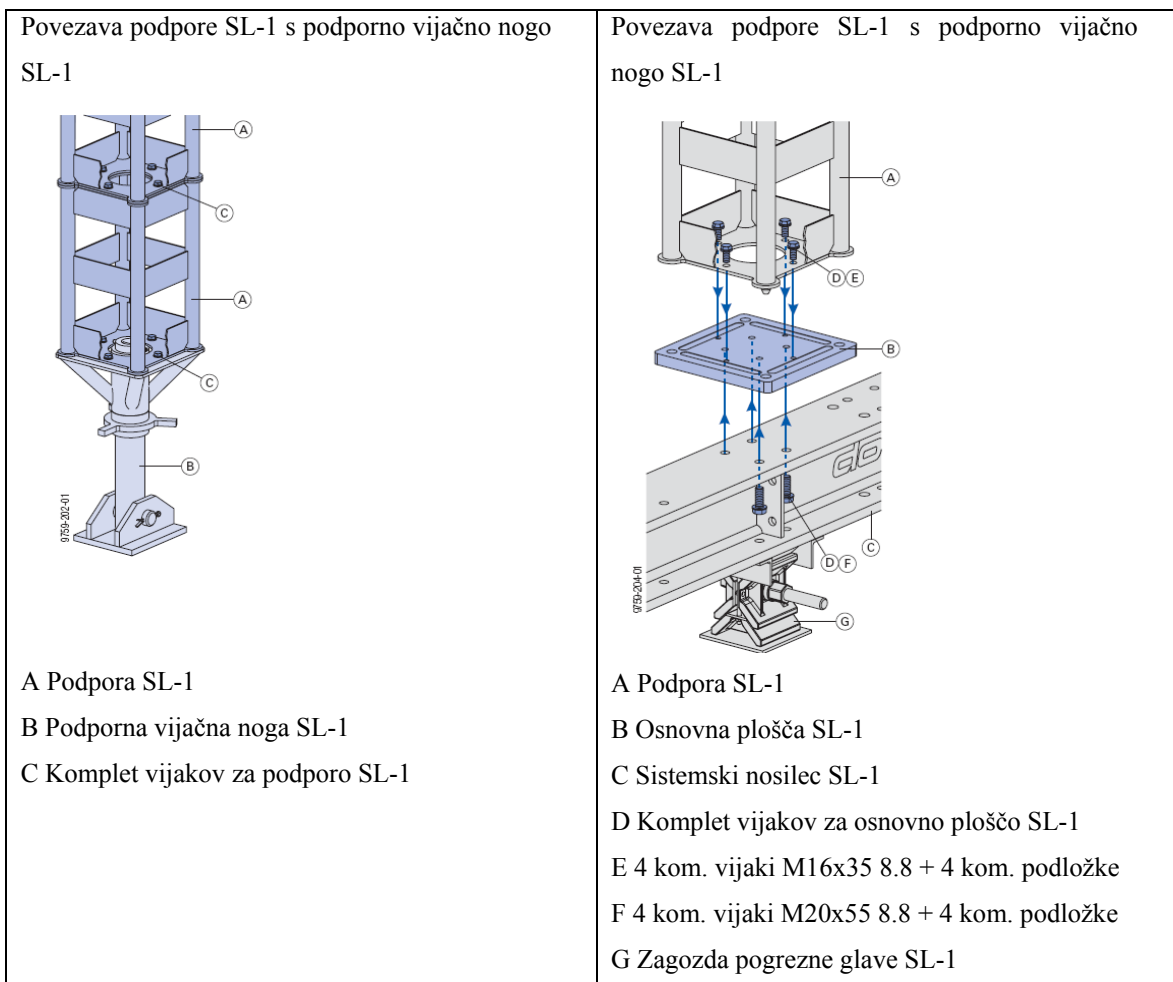 Povezava podpore SL-1 s podporno vijačno nogo
SL-1
A
C
A
C
B
9759-202-01
A Podpora SL-1
B Podporna vijačna noga SL-1
C Komplet vijakov za podporo SL-1
Povezava podpore SL-1 s podporno vijačno
nogo SL-1
A
D E
B
C
D F
G
9759-204-01
A Podpora SL-1
B Osnovna plošča SL-1
C Sistemski nosilec SL-1
D Komplet vijakov za osnovno ploščo SL-1
E 4 kom. vijaki M16x35 8.8 + 4 kom. podložke
F 4 kom. vijaki M20x55 8.8 + 4 kom. podložke
G Zagozda pogrezne glave SL-1